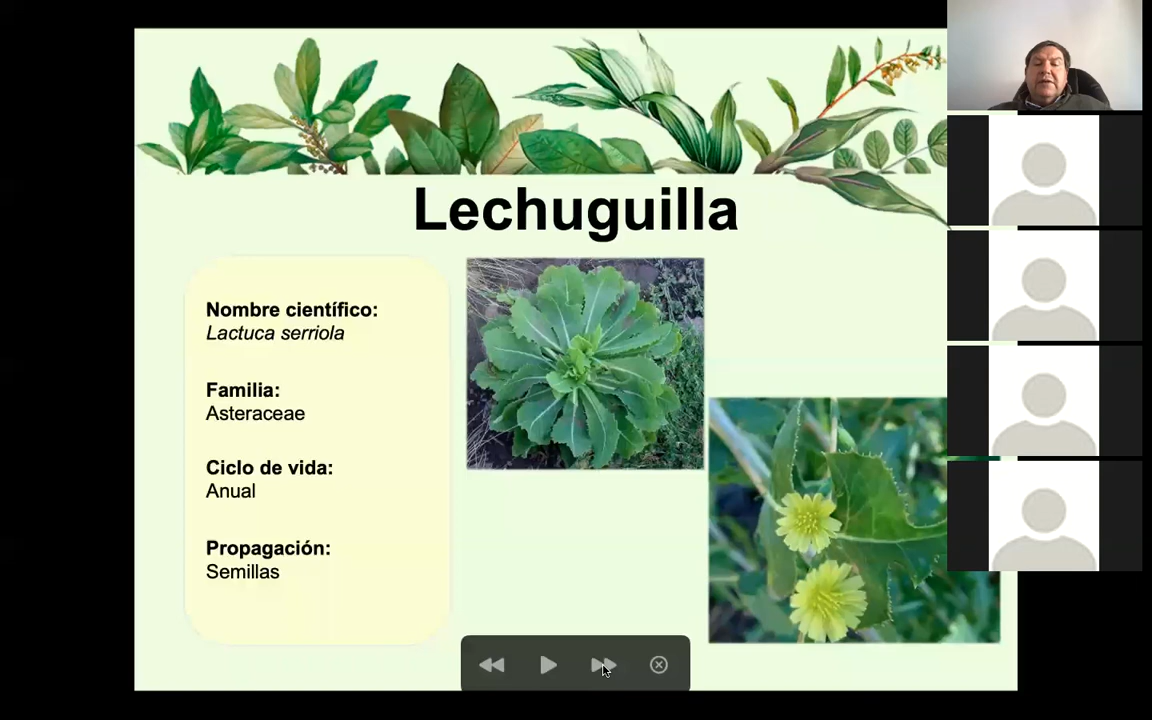 Lechuguilla
Nombre científico:
Lactuca serriola
Familia:
Asteraceae
Ciclo de vida:
Anual
Propagación:
Semillas